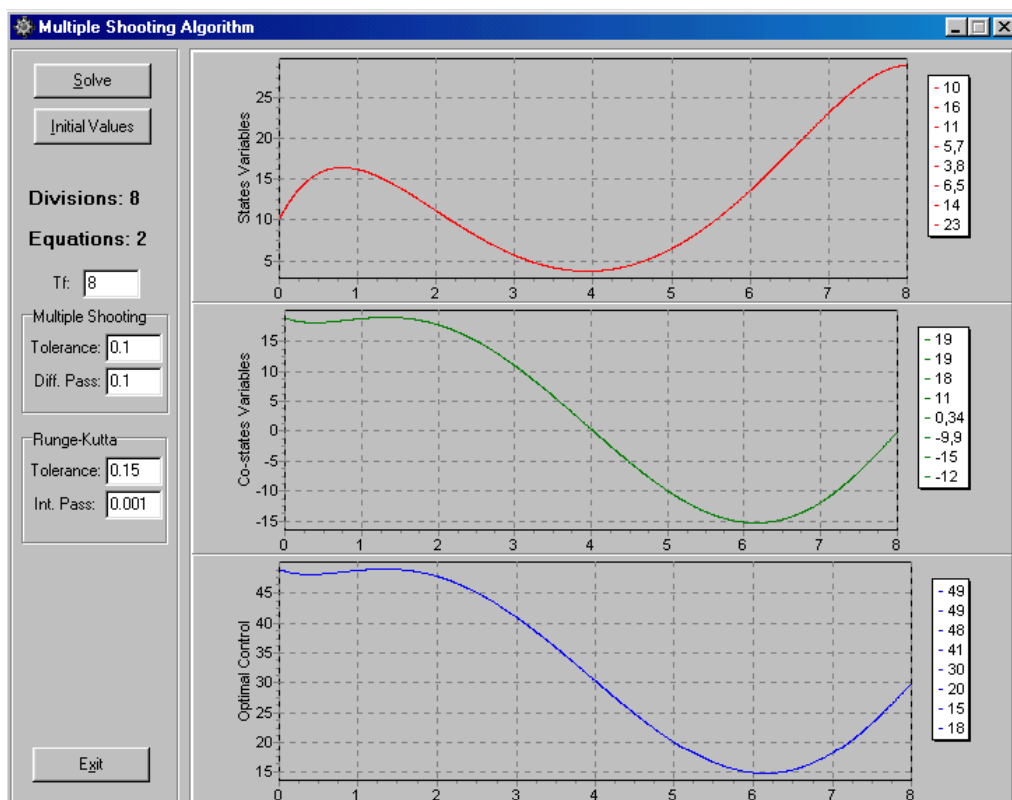 Multiple Shooting Algorithm
Solve
Initial Values
Divisions: 8
Equations: 2
Tf: 8
Multiple Shooting
Tolerance: 0.1
Diff. Pass: 0.1
Runge-Kutta
Tolerance: 0.15
Int. Pass: 0.001
Exit
States Variables
25
20
15
10
5
0 1 2 3 4 5 6 7 8
10
16
11
5,7
3,8
6,5
14
23
Co-states Variables
15
10
5
0
-5
-10
-15
0 1 2 3 4 5 6 7 8
19
19
18
11
0,34
-9,9
-15
-12
Optimal Control
45
40
35
30
25
20
15
0 1 2 3 4 5 6 7 8
49
49
48
41
30
20
15
18